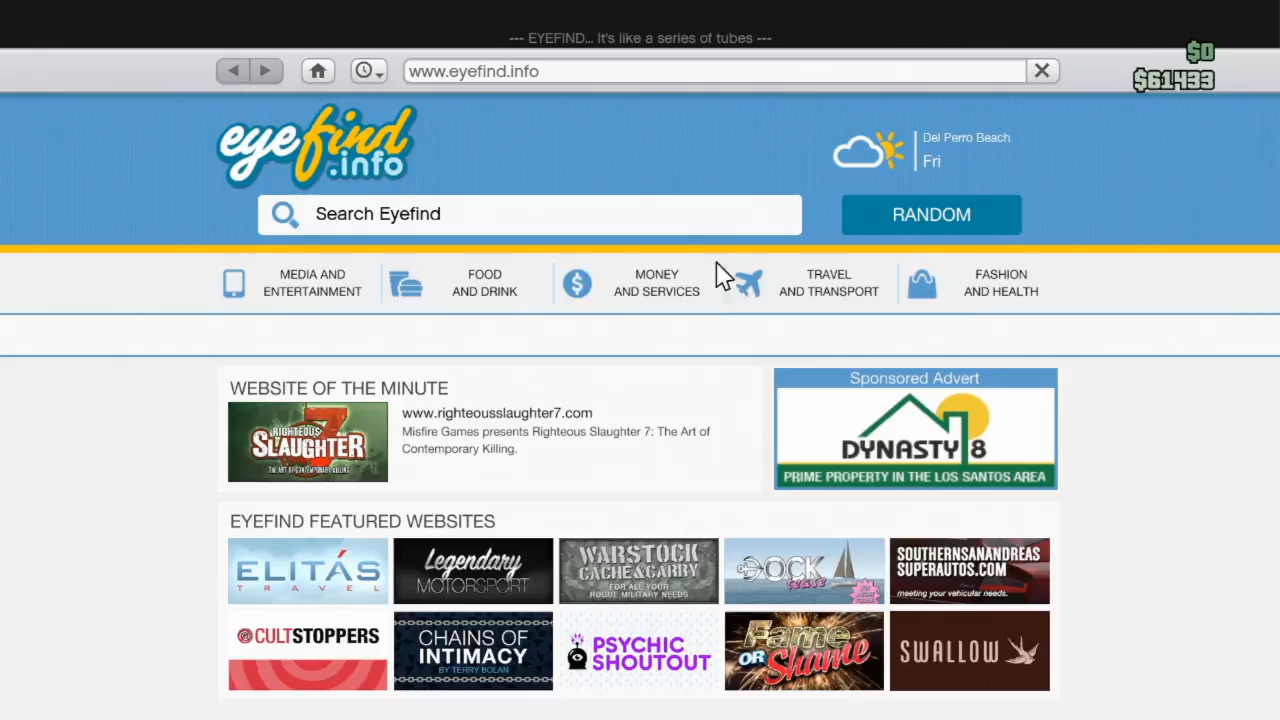 --- EYEFIND... It's like a series of tubes ---
$0
www.eyefind.info
$61433
eyefind.info
Del Perro Beach
Fri
Search Eyefind
RANDOM
MEDIA AND ENTERTAINMENT
FOOD AND DRINK
MONEY AND SERVICES
TRAVEL AND TRANSPORT
FASHION AND HEALTH
WEBSITE OF THE MINUTE
RIGHTEOUS
SLAUGHTER 7
THE ART OF CONTEMPORARY KILLING
www.righteousslaughter7.com
Misfire Games presents Righteous Slaughter 7: The Art of
Contemporary Killing.
Sponsored Advert
DYNASTY 8
PRIME PROPERTY IN THE LOS SANTOS AREA
EYEFIND FEATURED WEBSITES
ELITÁS
TRAVEL
Legendary
MOTORSPORT
WARSTOCK
CACHE & CARRY
FOR ALL YOUR
ROGUE MILITARY NEEDS
DOCK
tease
SOUTHERNSANANDREAS
SUPERAUTOS.COM
meeting your vehicular needs.
CULTSTOPPERS
CHAINS OF
INTIMACY
BY TERRY BOLAN
PSYCHIC
SHOUTOUT
Fame
OR Shame
SWALLOW